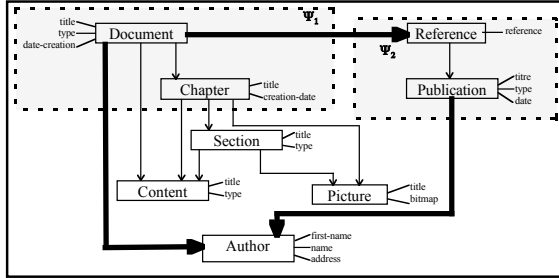 title
type
date-creation
Document
Ψ1
Ψ2
Reference
reference
Chapter
title
creation-date
Publication
titre
type
date
Section
title
type
Content
title
type
Picture
title
bitmap
Author
first-name
name
address